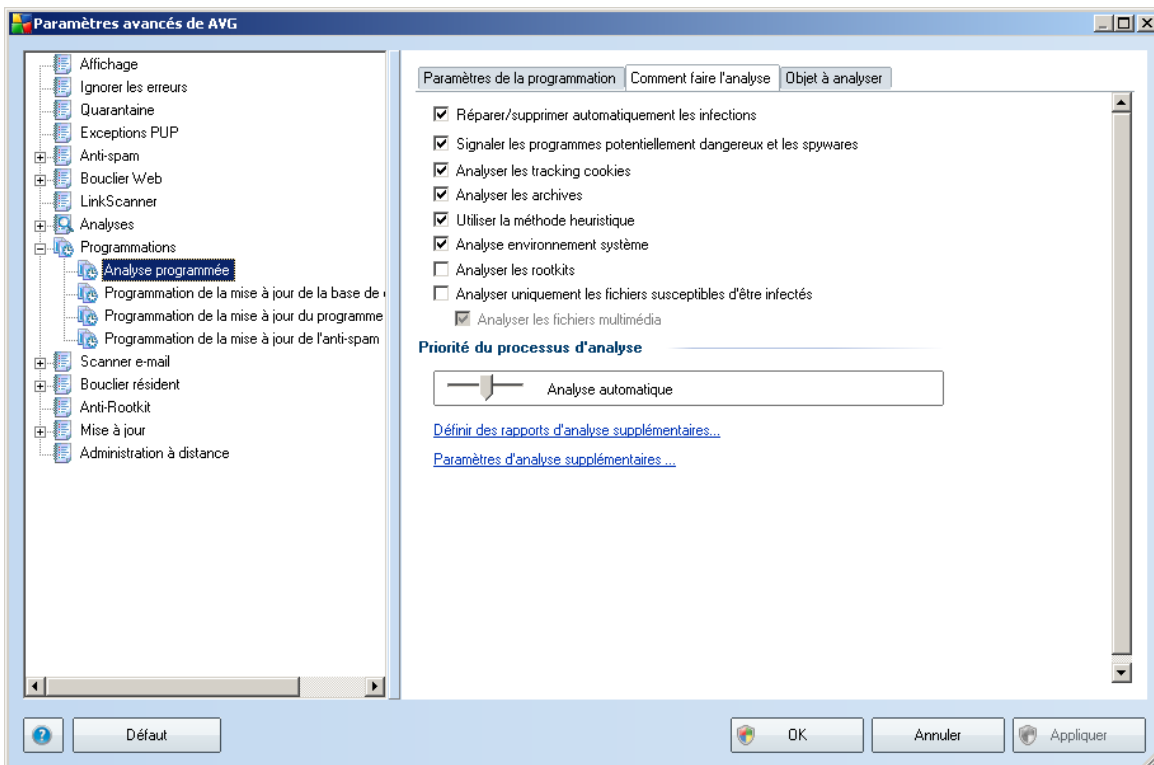 Paramètres avancés de AVG
Affichage
Ignorer les erreurs
Quarantaine
Exceptions PUP
Anti-spam
Bouclier Web
LinkScanner
Analyses
Programmations
Analyse programmée
Programmation de la mise à jour de la base de
Programmation de la mise à jour du programme
Programmation de la mise à jour de l'anti-spam
Scanner e-mail
Bouclier résident
Anti-Rootkit
Mise à jour
Administration à distance
Paramètres de la programmation Comment faire l'analyse Objet à analyser
Réparer/supprimer automatiquement les infections
Signaler les programmes potentiellement dangereux et les spywares
Analyser les tracking cookies
Analyser les archives
Utiliser la méthode heuristique
Analyse environnement système
Analyser les rootkits
Analyser uniquement les fichiers susceptibles d'être infectés
Analyser les fichiers multimédia
Priorité du processus d'analyse
Analyse automatique
Définir des rapports d'analyse supplémentaires...
Paramètres d'analyse supplémentaires ...
? Défaut OK Annuler Appliquer